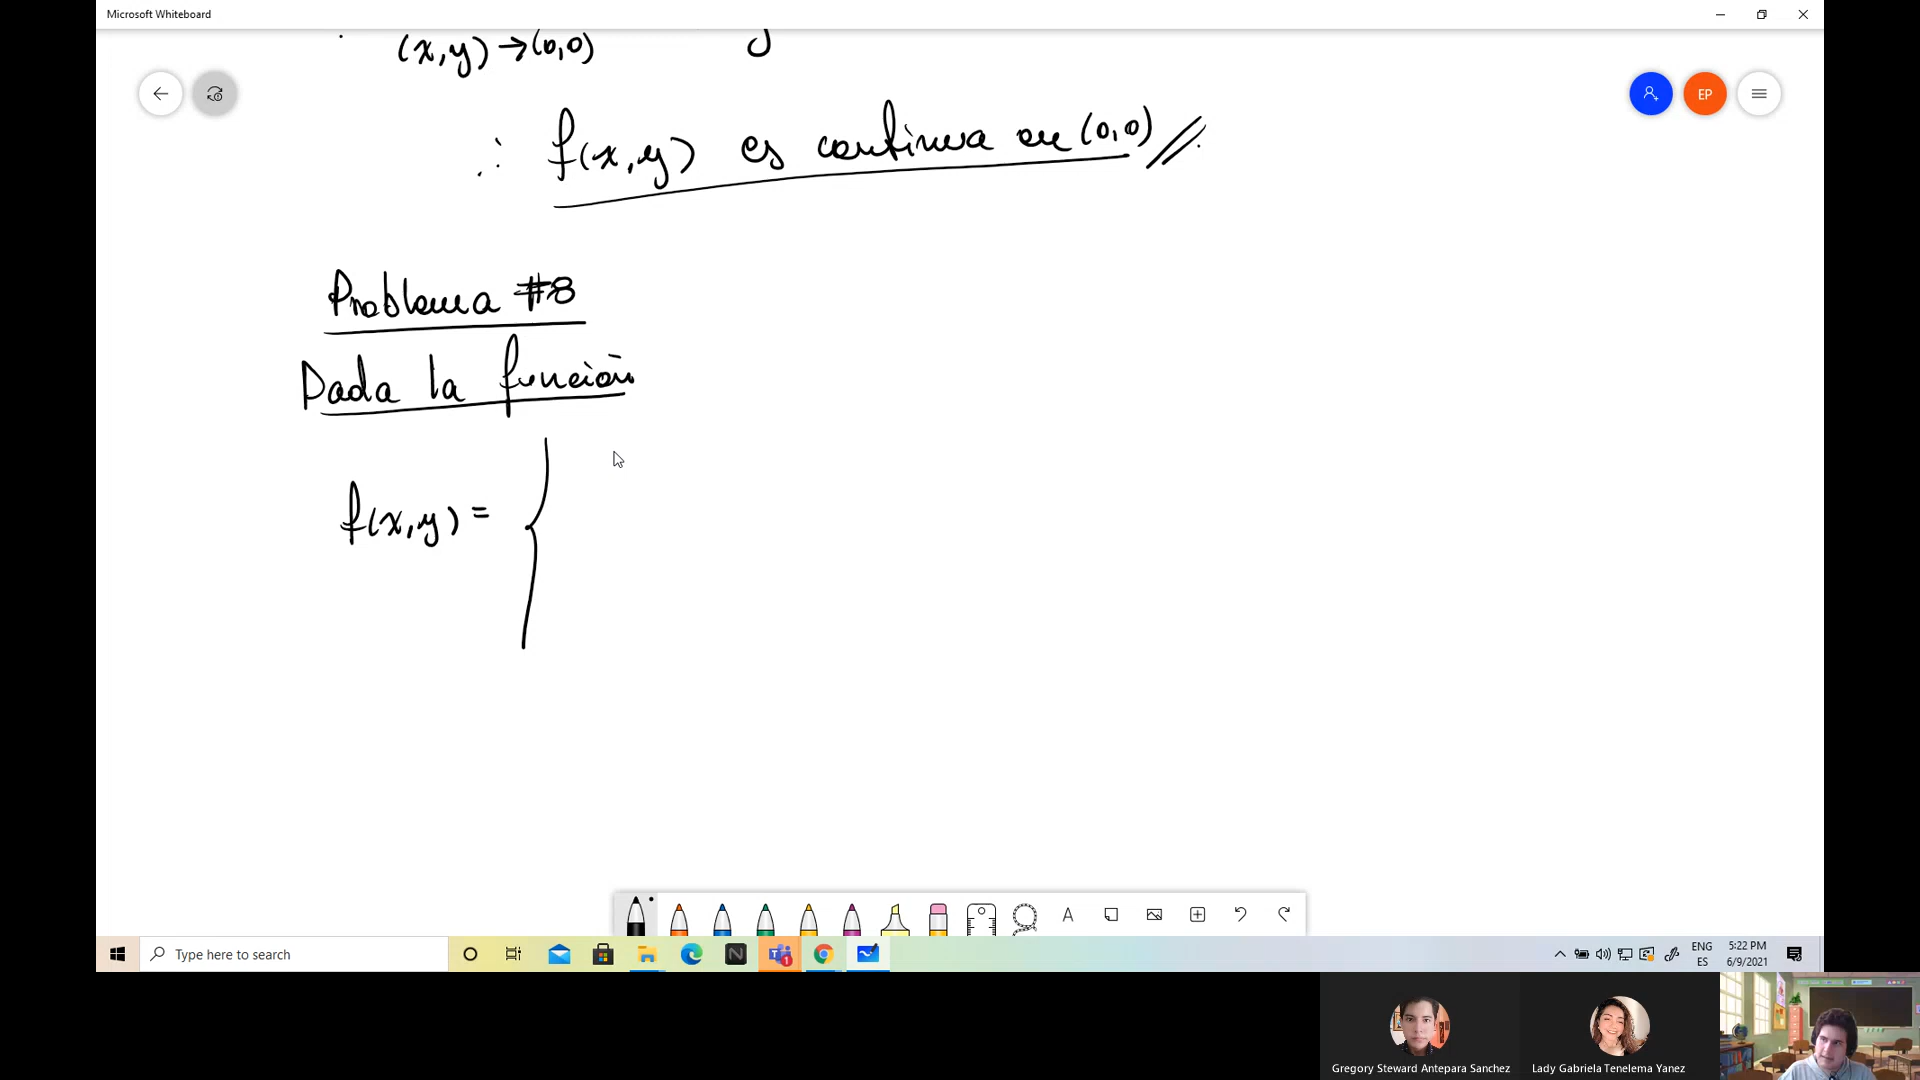 Microsoft Whiteboard
(x,y)→(0,0)
EP
∴ f(x,y) es continua en (0,0)
Problema #8
Dada la función
f(x,y) = {
Type here to search
ENG
ES
5:22 PM
6/9/2021
Gregory Steward Antepara Sanchez
Lady Gabriela Tenelema Yanez